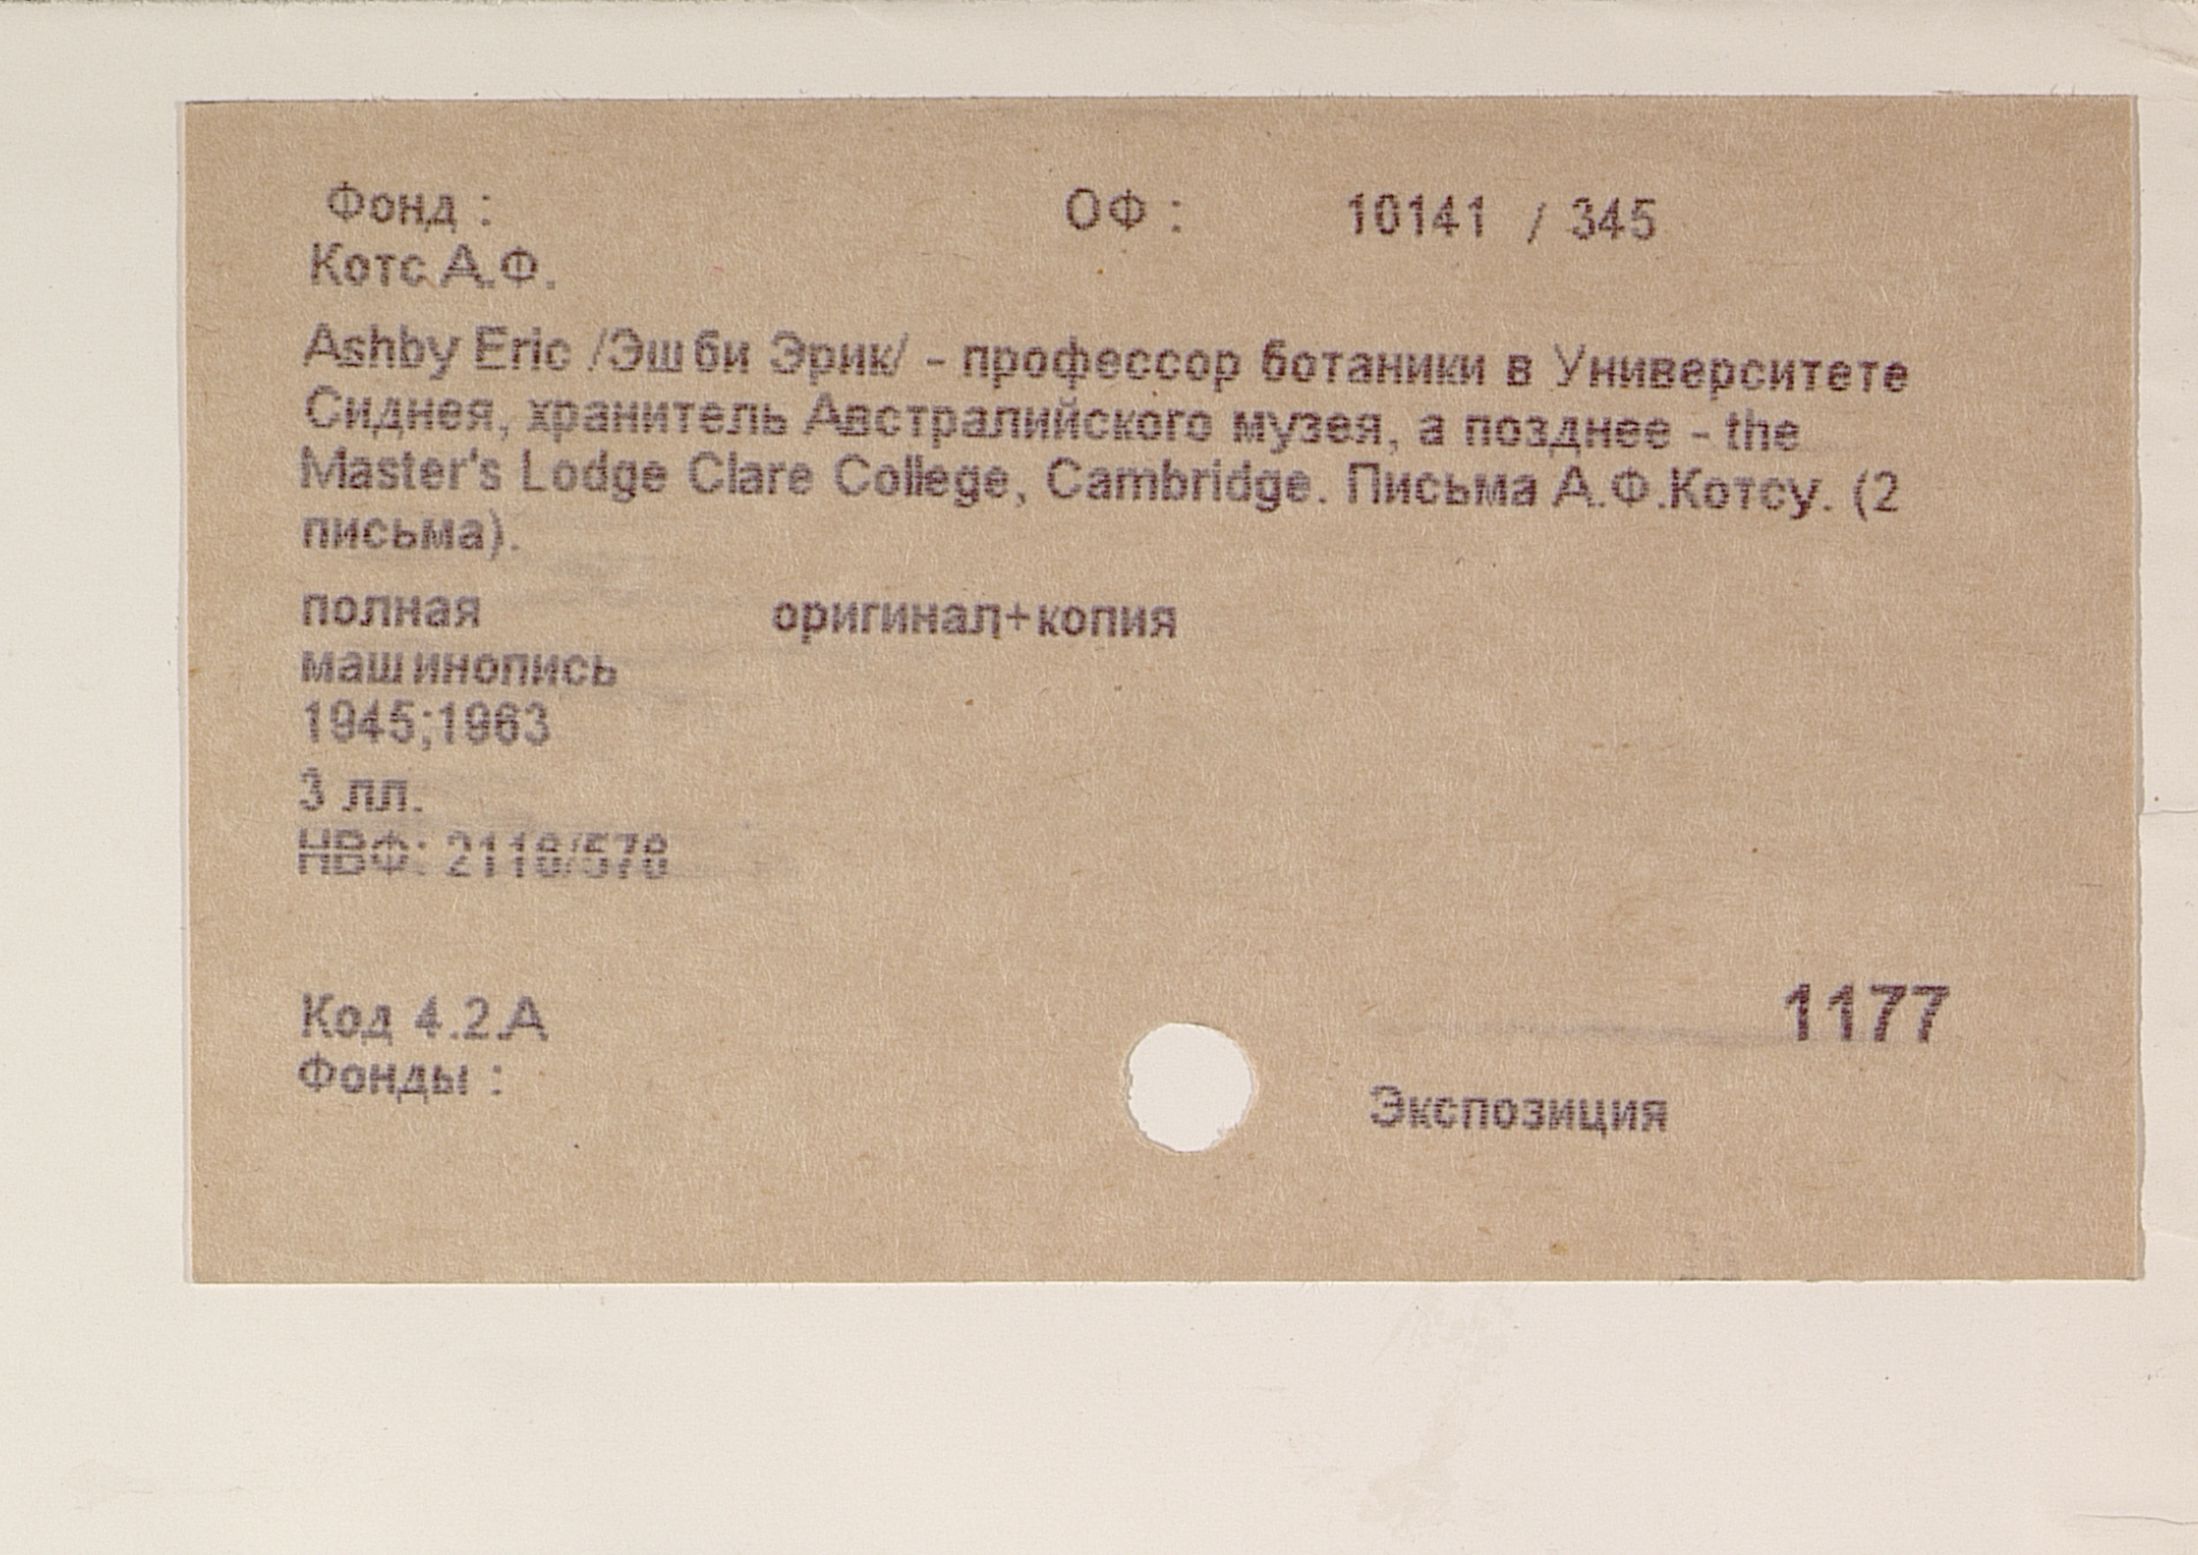 Фонд : ОФ : 10141 / 345
Котс А.Ф.
Ashby Eric /Эшби Эрик/ - профессор ботаники в Университете
Сиднея, хранитель Австралийского музея, а позднее - the
Master's Lodge Clare College, Cambridge. Письма А.Ф.Котсу. (2
письма).
полная оригинал+копия
машинопись
1945;1963
3 лл.
НВФ: 2118/578
Код 4.2.А 1177
Фонды :
Экспозиция